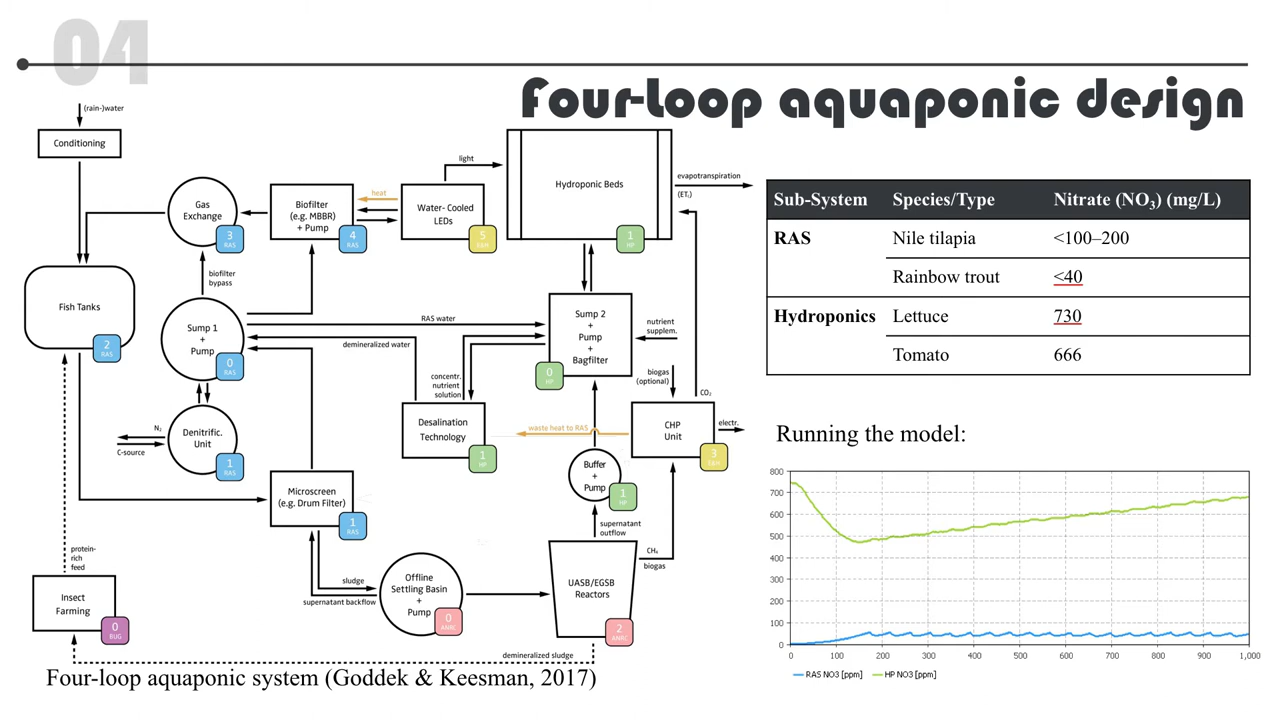 04
Four-Loop aquaponic design
(rain-)water
Conditioning
light
Hydroponic Beds
evapotranspiration
(ETc)
Gas
Exchange
3
RAS
Biofilter
(e.g. MBBR)
+ Pump
4
RAS
heat
Water- Cooled
LEDs
5
1
HP
biofilter
bypass
Fish Tanks
2
RAS
Sump 1
+
Pump
0
RAS
RAS water
demineralized water
Sump 2
+
Pump
+
Bagfilter
0
HP
nutrient
supplem.
concentr.
nutrient
solution
biogas
(optional)
CO₂
N₂
C-source
Denitrific.
Unit
1
RAS
Desalination
Technology
1
HP
waste heat to RAS
CHP
Unit
3
electr.
Buffer
+
Pump
1
HP
Microscreen
(e.g. Drum Filter)
1
RAS
supernatant
outflow
CH₄
biogas
protein-
rich
feed
sludge
supernatant backflow
Offline
Settling Basin
+
Pump
0
ANRC
UASB/EGSB
Reactors
2
ANRC
Insect
Farming
0
BUG
demineralized sludge
Four-loop aquaponic system (Goddek & Keesman, 2017)
Sub-System Species/Type Nitrate (NO₃) (mg/L)
RAS Nile tilapia <100–200
Rainbow trout <40
Hydroponics Lettuce 730
Tomato 666
Running the model:
800
700
600
500
400
300
200
100
0
0 100 200 300 400 500 600 700 800 900 1,000
RAS NO3 [ppm] HP NO3 [ppm]